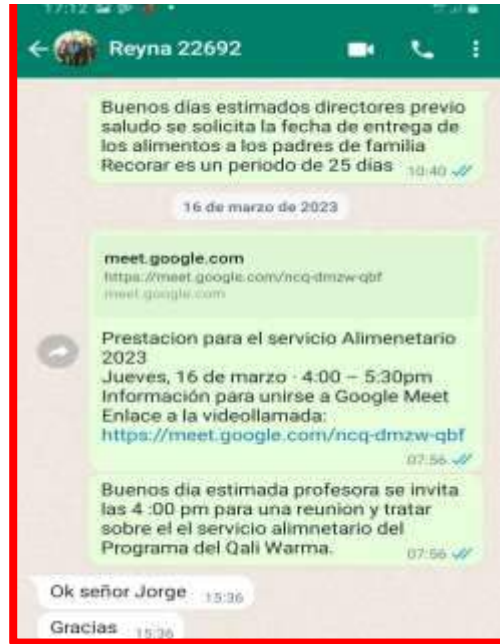 17:12
Reyna 22692
Buenos dias estimados directores previo
saludo se solicita la fecha de entrega de
los alimentos a los padres de familia
Recorar es un periodo de 25 dias 10:40
16 de marzo de 2023
meet.google.com
https://meet.google.com/ncq-dmzw-qbf
meet.google.com
Prestacion para el servicio Alimenetario
2023
Jueves, 16 de marzo · 4:00 – 5:30pm
Información para unirse a Google Meet
Enlace a la videollamada:
https://meet.google.com/ncq-dmzw-qbf
07:56
Buenos dia estimada profesora se invita
las 4 :00 pm para una reunion y tratar
sobre el el servicio alimnetario del
Programa del Qali Warma. 07:56
Ok señor Jorge 15:36
Gracias 15:36